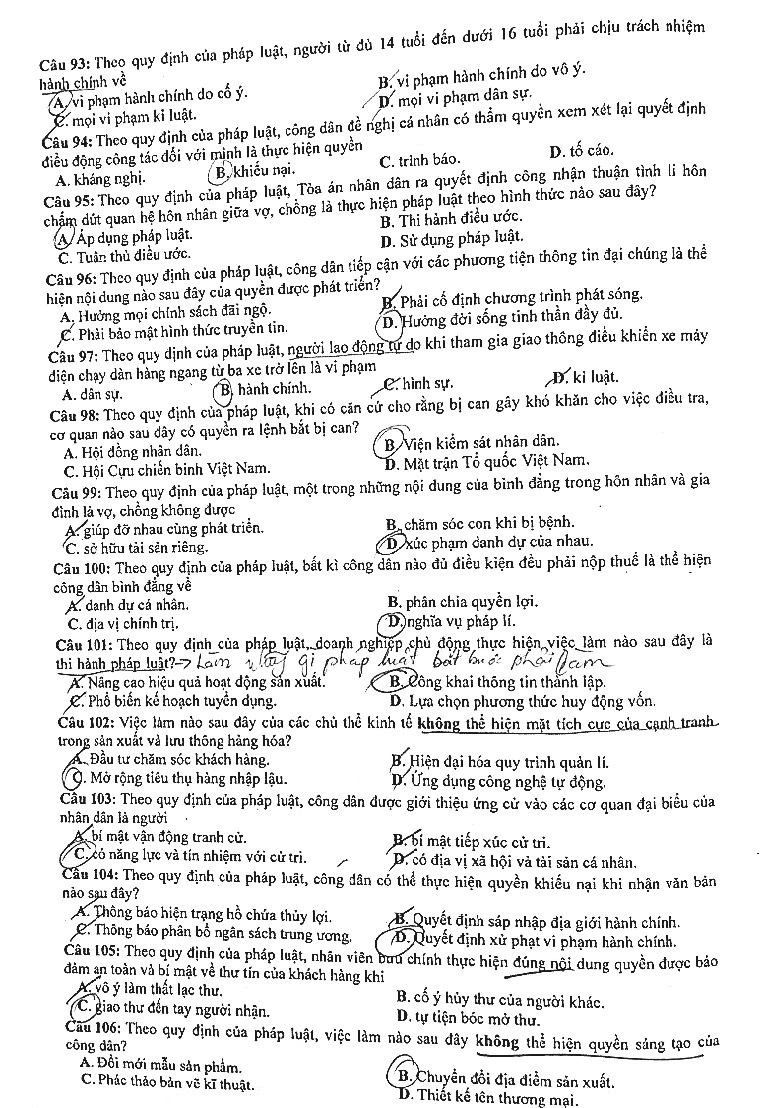 Câu 93: Theo quy định của pháp luật, người từ đủ 14 tuổi đến dưới 16 tuổi phải chịu trách nhiệm
hành chính về
A. vi phạm hành chính do cố ý. B. vi phạm hành chính do vô ý.
C. mọi vi phạm kỉ luật. D. mọi vi phạm dân sự.
Câu 94: Theo quy định của pháp luật, công dân đề nghị cá nhân có thẩm quyền xem xét lại quyết định
điều động công tác đối với mình là thực hiện quyền
A. kháng nghị. B. khiếu nại. C. trình báo. D. tố cáo.
Câu 95: Theo quy định của pháp luật, Tòa án nhân dân ra quyết định công nhận thuận tình li hôn
chấm dứt quan hệ hôn nhân giữa vợ, chồng là thực hiện pháp luật theo hình thức nào sau đây?
A. Áp dụng pháp luật. B. Thi hành điều ước.
C. Tuân thủ điều ước. D. Sử dụng pháp luật.
Câu 96: Theo quy định của pháp luật, công dân tiếp cận với các phương tiện thông tin đại chúng là thể
hiện nội dung nào sau đây của quyền được phát triển?
A. Hưởng mọi chính sách đãi ngộ. B. Phải cố định chương trình phát sóng.
C. Phải bảo mật hình thức truyền tin. D. Hưởng đời sống tinh thần đầy đủ.
Câu 97: Theo quy định của pháp luật, người lao động tự do khi tham gia giao thông điều khiển xe máy
điện chạy dàn hàng ngang từ ba xe trở lên là vi phạm
A. dân sự. B. hành chính. C. hình sự. D. kỉ luật.
Câu 98: Theo quy định của pháp luật, khi có căn cứ cho rằng bị can gây khó khăn cho việc điều tra,
cơ quan nào sau đây có quyền ra lệnh bắt bị can?
A. Hội đồng nhân dân. B. Viện kiểm sát nhân dân.
C. Hội Cựu chiến binh Việt Nam. D. Mặt trận Tổ quốc Việt Nam.
Câu 99: Theo quy định của pháp luật, một trong những nội dung của bình đẳng trong hôn nhân và gia
đình là vợ, chồng không được
A. giúp đỡ nhau cùng phát triển. B. chăm sóc con khi bị bệnh.
C. sở hữu tài sản riêng. D. xúc phạm danh dự của nhau.
Câu 100: Theo quy định của pháp luật, bất kì công dân nào đủ điều kiện đều phải nộp thuế là thể hiện
công dân bình đẳng về
A. danh dự cá nhân. B. phân chia quyền lợi.
C. địa vị chính trị. D. nghĩa vụ pháp lí.
Câu 101: Theo quy định của pháp luật, doanh nghiệp chủ động thực hiện việc làm nào sau đây là
thi hành pháp luật? → Làm những gì pháp luật bắt buộc phải làm
A. Nâng cao hiệu quả hoạt động sản xuất. B. Công khai thông tin thành lập.
C. Phổ biến kế hoạch tuyển dụng. D. Lựa chọn phương thức huy động vốn.
Câu 102: Việc làm nào sau đây của các chủ thể kinh tế không thể hiện mặt tích cực của cạnh tranh
trong sản xuất và lưu thông hàng hóa?
A. Đầu tư chăm sóc khách hàng. B. Hiện đại hóa quy trình quản lí.
C. Mở rộng tiêu thụ hàng nhập lậu. D. Ứng dụng công nghệ tự động.
Câu 103: Theo quy định của pháp luật, công dân được giới thiệu ứng cử vào các cơ quan đại biểu của
nhân dân là người
A. bí mật vận động tranh cử. B. bí mật tiếp xúc cử tri.
C. có năng lực và tín nhiệm với cử tri. D. có địa vị xã hội và tài sản cá nhân.
Câu 104: Theo quy định của pháp luật, công dân có thể thực hiện quyền khiếu nại khi nhận văn bản
nào sau đây?
A. Thông báo hiện trạng hồ chứa thủy lợi. B. Quyết định sáp nhập địa giới hành chính.
C. Thông báo phân bổ ngân sách trung ương. D. Quyết định xử phạt vi phạm hành chính.
Câu 105: Theo quy định của pháp luật, nhân viên bưu chính thực hiện đúng nội dung quyền được bảo
đảm an toàn và bí mật về thư tín của khách hàng khi
A. vô ý làm thất lạc thư. B. cố ý hủy thư của người khác.
C. giao thư đến tay người nhận. D. tự tiện bóc mở thư.
Câu 106: Theo quy định của pháp luật, việc làm nào sau đây không thể hiện quyền sáng tạo của
công dân?
A. Đổi mới mẫu sản phẩm. B. Chuyển đổi địa điểm sản xuất.
C. Phác thảo bản vẽ kĩ thuật. D. Thiết kế tên thương mại.